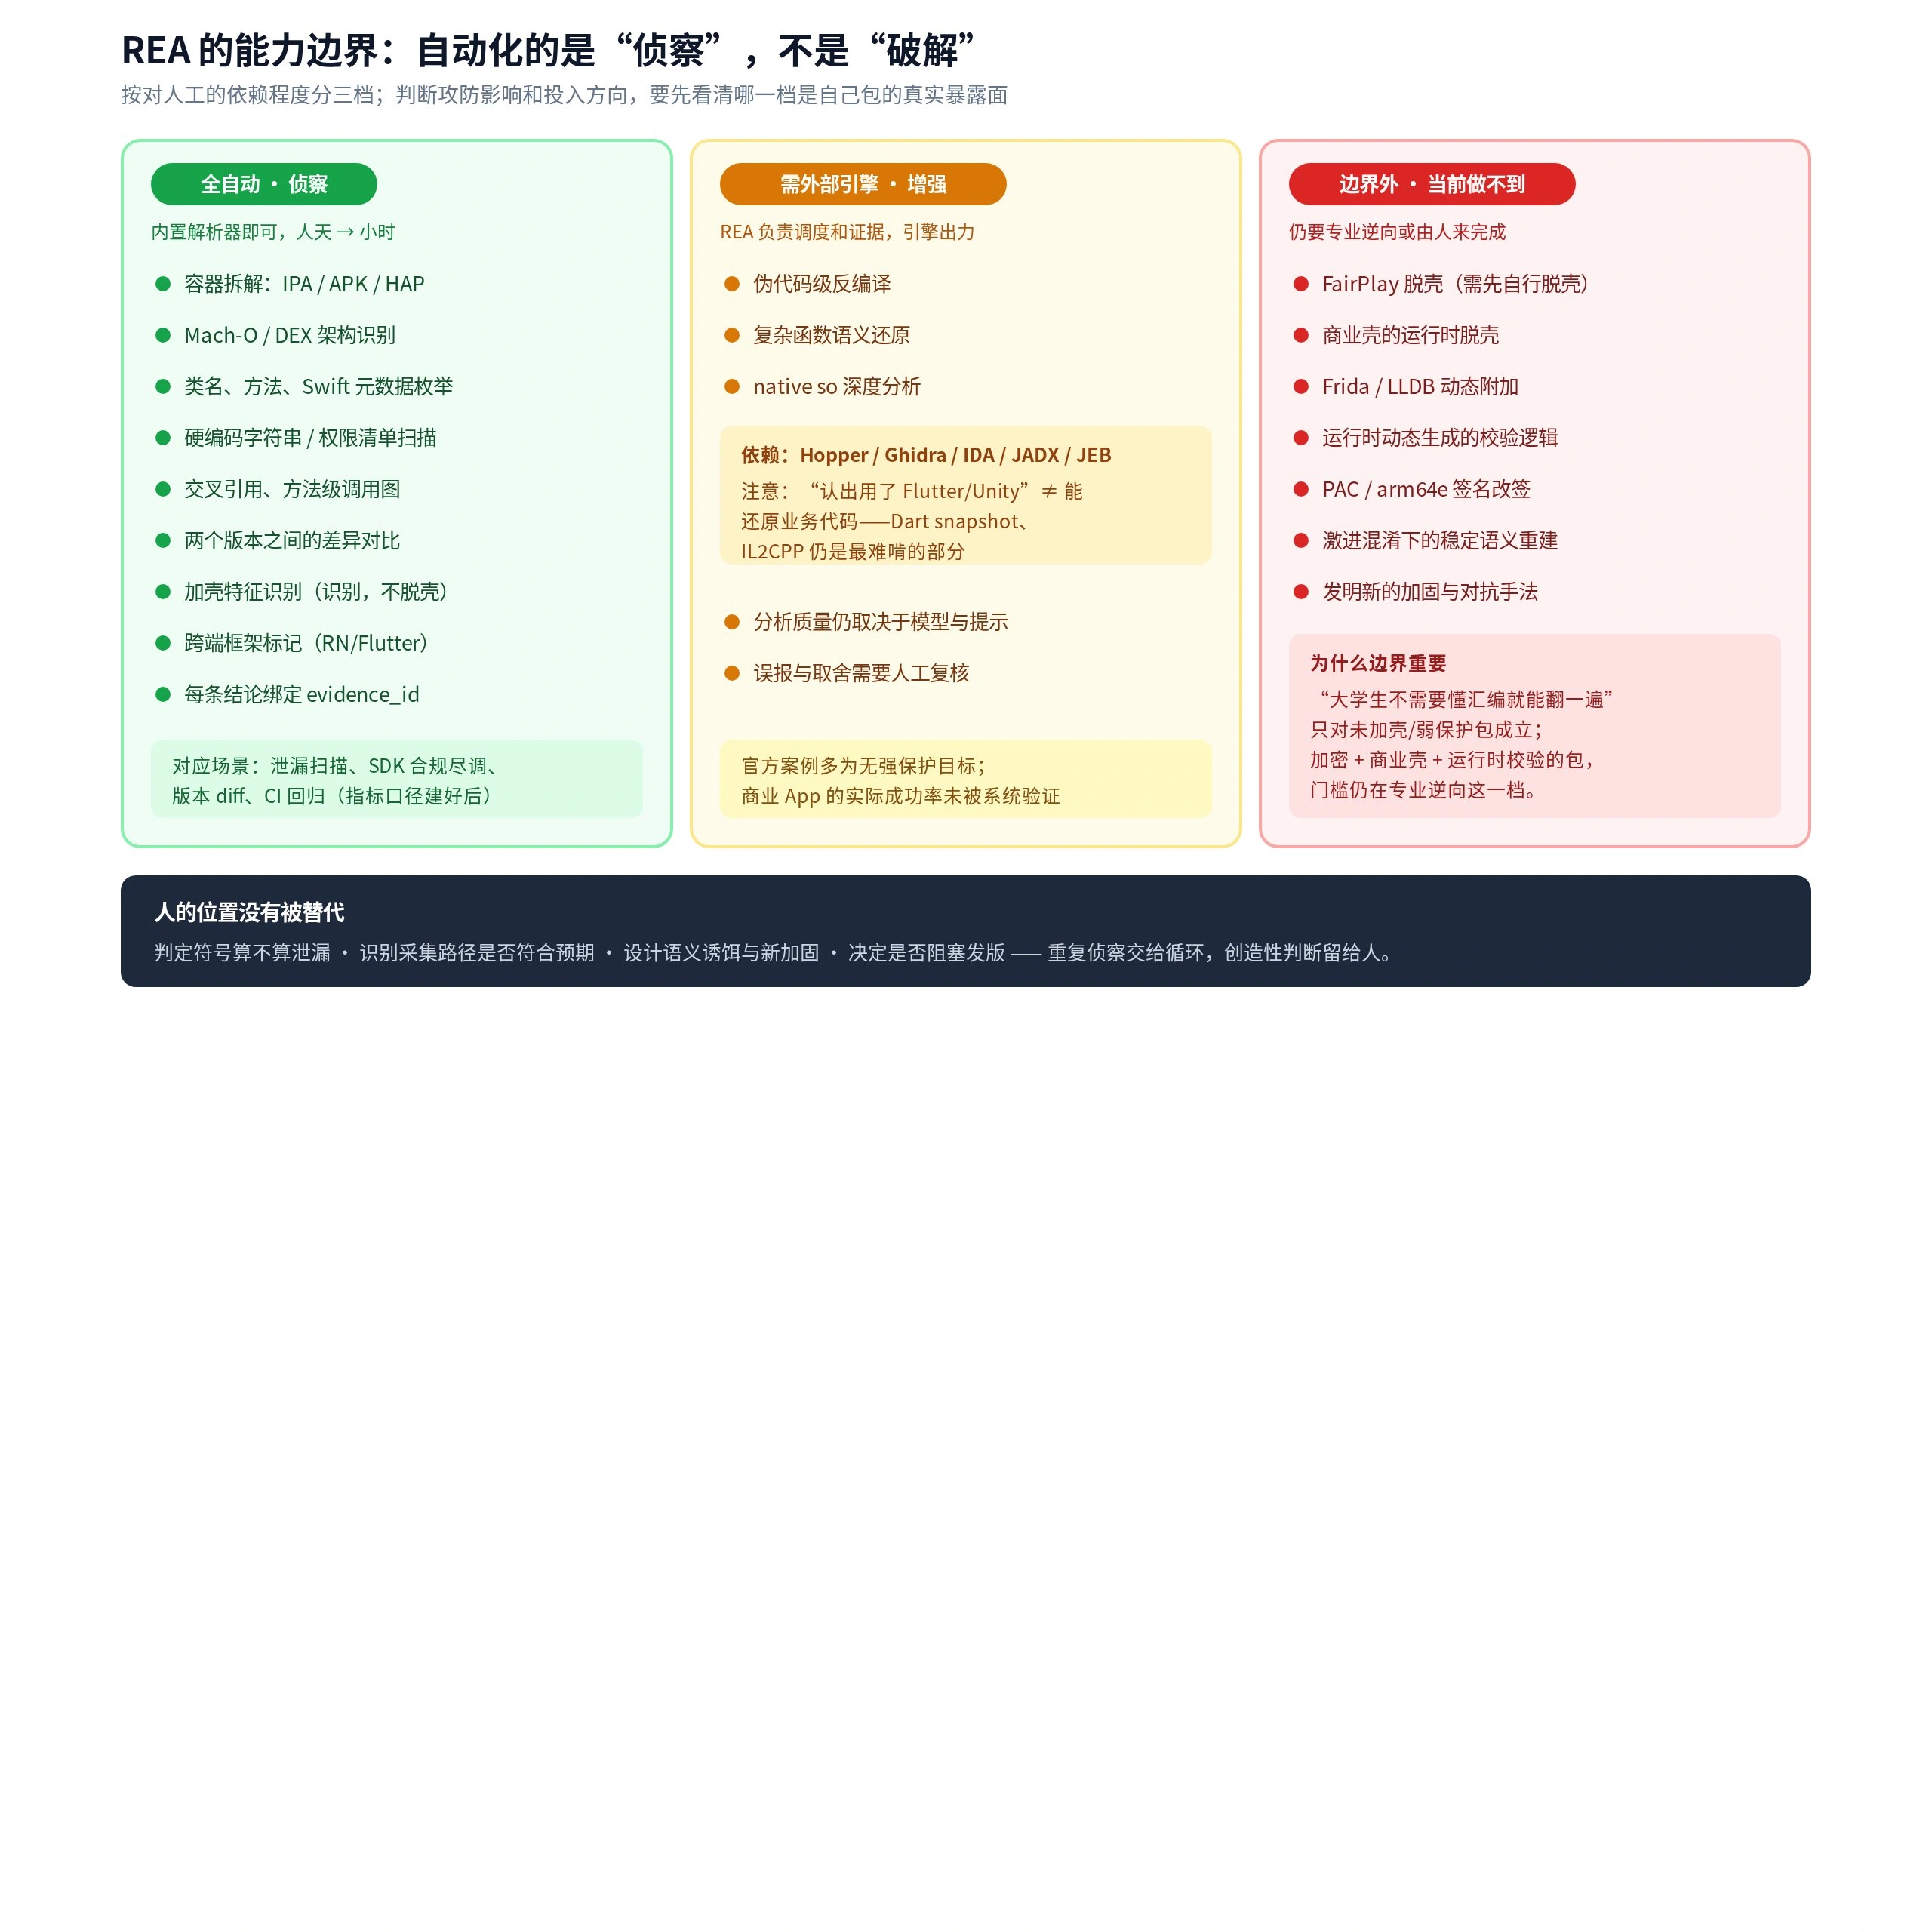 REA 的能力边界：自动化的是“侦察”，不是“破解”
按对人工的依赖程度分三档；判断攻防影响和投入方向，要先看清哪一档是自己包的真实暴露面
全自动 · 侦察
内置解析器即可，人天 → 小时
容器拆解：IPA / APK / HAP
Mach-O / DEX 架构识别
类名、方法、Swift 元数据枚举
硬编码字符串 / 权限清单扫描
交叉引用、方法级调用图
两个版本之间的差异对比
加壳特征识别（识别，不脱壳）
跨端框架标记（RN/Flutter）
每条结论绑定 evidence_id
对应场景：泄漏扫描、SDK 合规尽调、
版本 diff、CI 回归（指标口径建好后）
需外部引擎 · 增强
REA 负责调度和证据，引擎出力
伪代码级反编译
复杂函数语义还原
native so 深度分析
依赖：Hopper / Ghidra / IDA / JADX / JEB
注意：“认出用了 Flutter/Unity”≠ 能
还原业务代码——Dart snapshot、
IL2CPP 仍是最难啃的部分
分析质量仍取决于模型与提示
误报与取舍需要人工复核
官方案例多为无强保护目标；
商业 App 的实际成功率未被系统验证
边界外 · 当前做不到
仍要专业逆向或由人来完成
FairPlay 脱壳（需先自行脱壳）
商业壳的运行时脱壳
Frida / LLDB 动态附加
运行时动态生成的校验逻辑
PAC / arm64e 签名改签
激进混淆下的稳定语义重建
发明新的加固与对抗手法
为什么边界重要
“大学生不需要懂汇编就能翻一遍”
只对未加壳/弱保护包成立；
加密 + 商业壳 + 运行时校验的包，
门槛仍在专业逆向这一档。
人的位置没有被替代
判定符号算不算泄漏 · 识别采集路径是否符合预期 · 设计语义诱饵与新加固 · 决定是否阻塞发版 —— 重复侦察交给循环，创造性判断留给人。